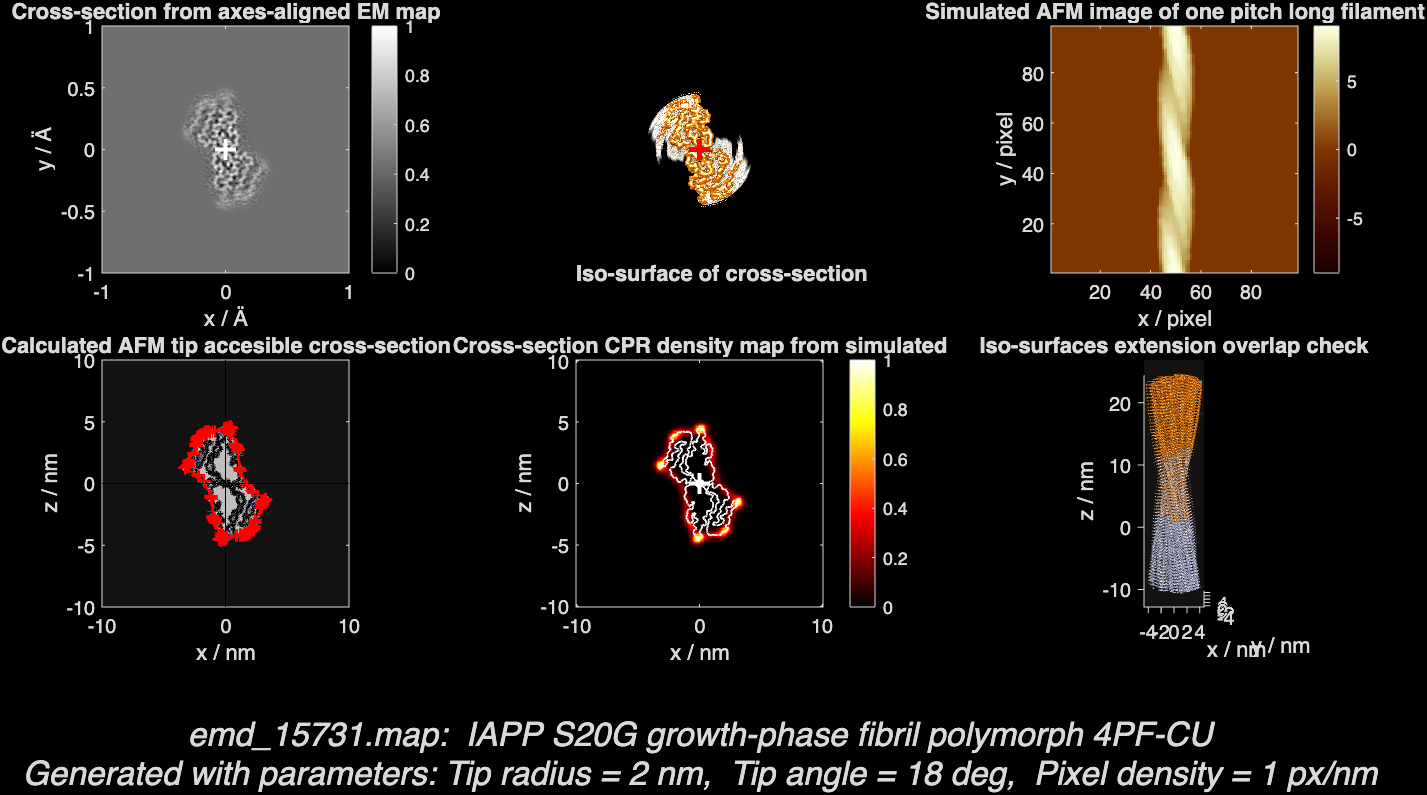 Cross-section from axes-aligned EM map
1
0.5
0
-0.5
-1
y / Ä
-1
0
1
x / Ä
1
0.8
0.6
0.4
0.2
0
Iso-surface of cross-section
Simulated AFM image of one pitch long filament
80
60
40
20
y / pixel
20
40
60
80
x / pixel
5
0
-5
Calculated AFM tip accesible cross-section
10
5
0
-5
-10
z / nm
-10
0
10
x / nm
Cross-section CPR density map from simulated
10
5
0
-5
-10
z / nm
-10
0
10
x / nm
1
0.8
0.6
0.4
0.2
0
Iso-surfaces extension overlap check
20
10
0
-10
z / nm
-4
-2
0
2
4
x / nm
y / nm
emd_15731.map:  IAPP S20G growth-phase fibril polymorph 4PF-CU
Generated with parameters: Tip radius = 2 nm,  Tip angle = 18 deg,  Pixel density = 1 px/nm